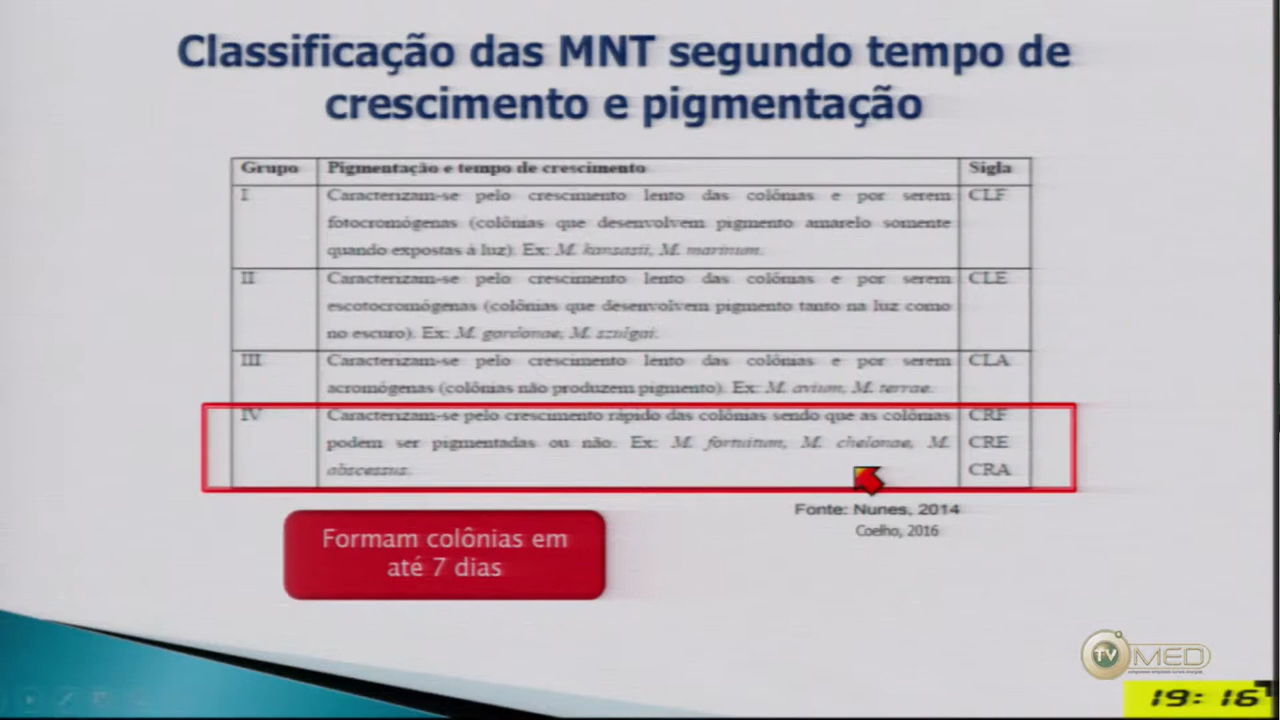 Classificação das MNT segundo tempo de
crescimento e pigmentação
Grupo Pigmentação e tempo de crescimento Sigla
I Caracterizam-se pelo crescimento lento das colônias e por serem CLF
fotocromógenas (colônias que desenvolvem pigmento amarelo somente
quando expostas à luz). Ex: M. kansasii, M. marinum.
II Caracterizam-se pelo crescimento lento das colônias e por serem CLE
escotocromógenas (colônias que desenvolvem pigmento tanto na luz como
no escuro). Ex: M. gordonae, M. szulgai.
III Caracterizam-se pelo crescimento lento das colônias e por serem CLA
acromógenas (colônias não produzem pigmento). Ex: M. avium, M. terrae.
IV Caracterizam-se pelo crescimento rápido das colônias sendo que as colônias CRF
podem ser pigmentadas ou não. Ex: M. fortuitum, M. chelonae, M. CRE
abscessus. CRA
Fonte: Nunes, 2014
Coelho, 2016
Formam colônias em
até 7 dias
TV MED
19:16